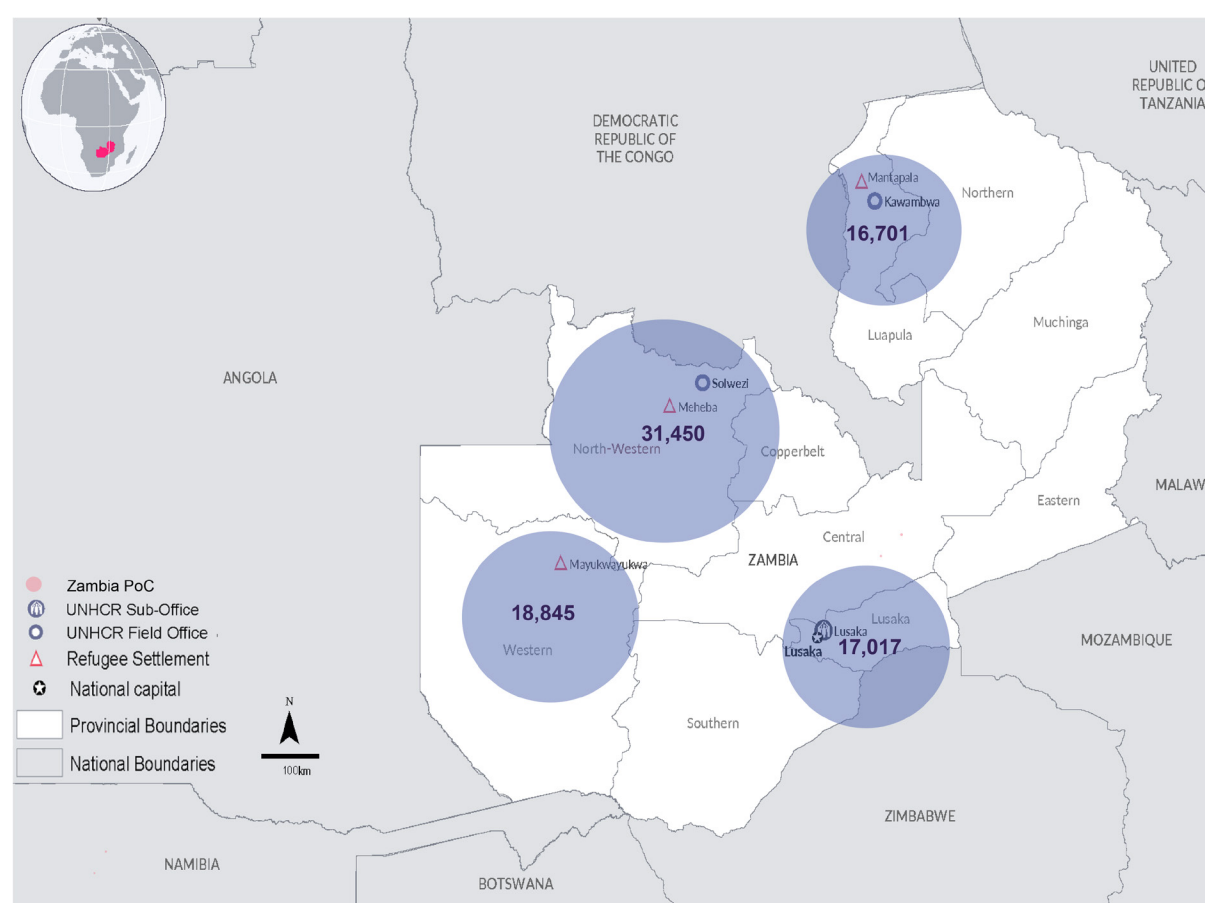 UNITED
REPUBLIC O
TANZANIA
DEMOCRATIC
REPUBLIC OF
THE CONGO
Mantapala
Northern
Kawambwa
16,701
Muchinga
Luapula
ANGOLA
Solwezi
Meheba
31,450
North-Western
Copperbelt
MALAW
Eastern
Central
ZAMBIA
Mayukwayukwa
18,845
Western
Lusaka
Lusaka
Lusaka
17,017
MOZAMBIQUE
Southern
Zambia PoC
UNHCR Sub-Office
UNHCR Field Office
Refugee Settlement
National capital
Provincial Boundaries
National Boundaries
N
100km
ZIMBABWE
NAMIBIA
BOTSWANA